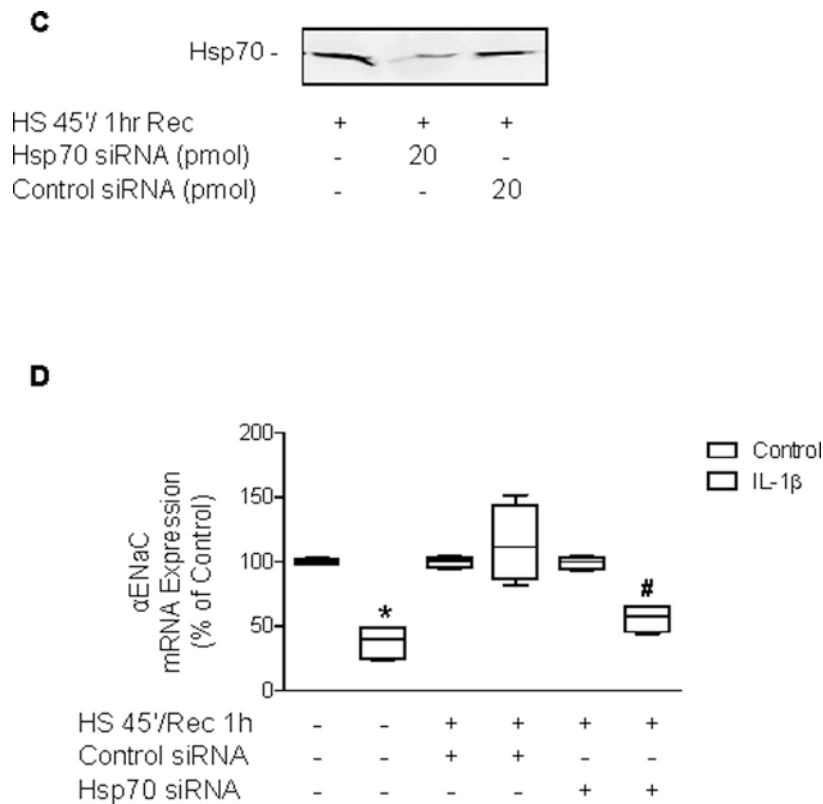 C
Hsp70 -
HS 45'/ 1hr Rec + + +
Hsp70 siRNA (pmol) - 20 -
Control siRNA (pmol) - - 20
D
αENaC
mRNA Expression
(% of Control)
200
150
100
50
0
*
#
Control
IL-1β
HS 45'/Rec 1h - - + + + +
Control siRNA - - + + - -
Hsp70 siRNA - - - - + +